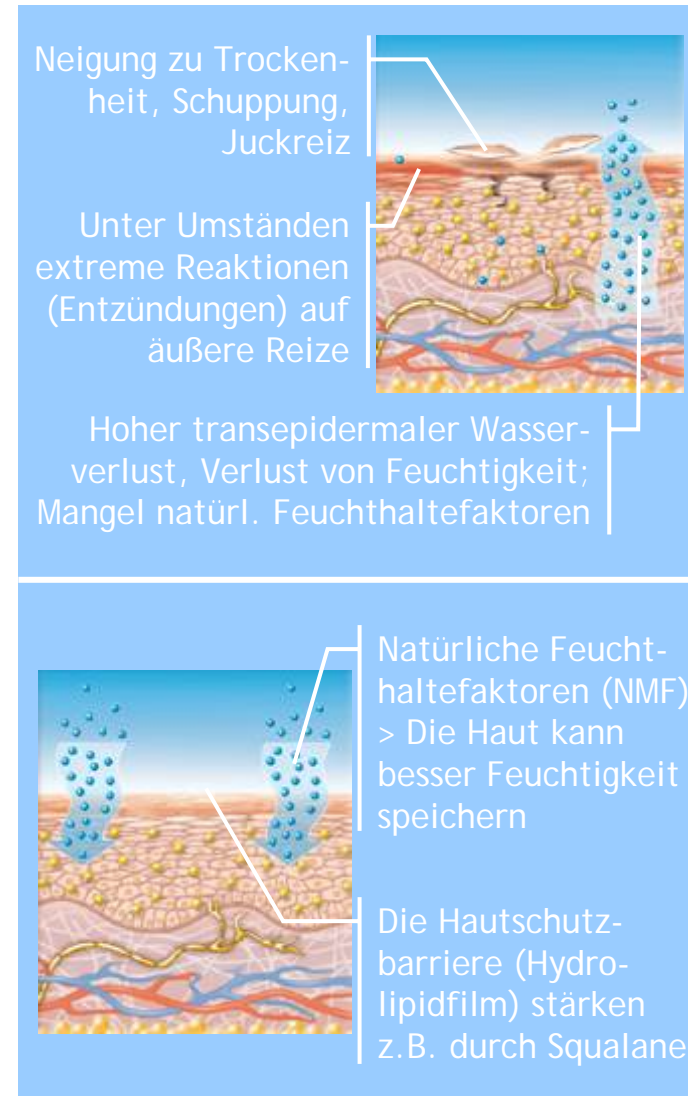 Neigung zu Trocken-
heit, Schuppung,
Juckreiz
Unter Umständen
extreme Reaktionen
(Entzündungen) auf
äußere Reize
Hoher transepidermaler Wasser-
verlust, Verlust von Feuchtigkeit;
Mangel natürl. Feuchthaltefaktoren
Natürliche Feucht-
haltefaktoren (NMF)
> Die Haut kann
besser Feuchtigkeit
speichern
Die Hautschutz-
barriere (Hydro-
lipidfilm) stärken
z.B. durch Squalane